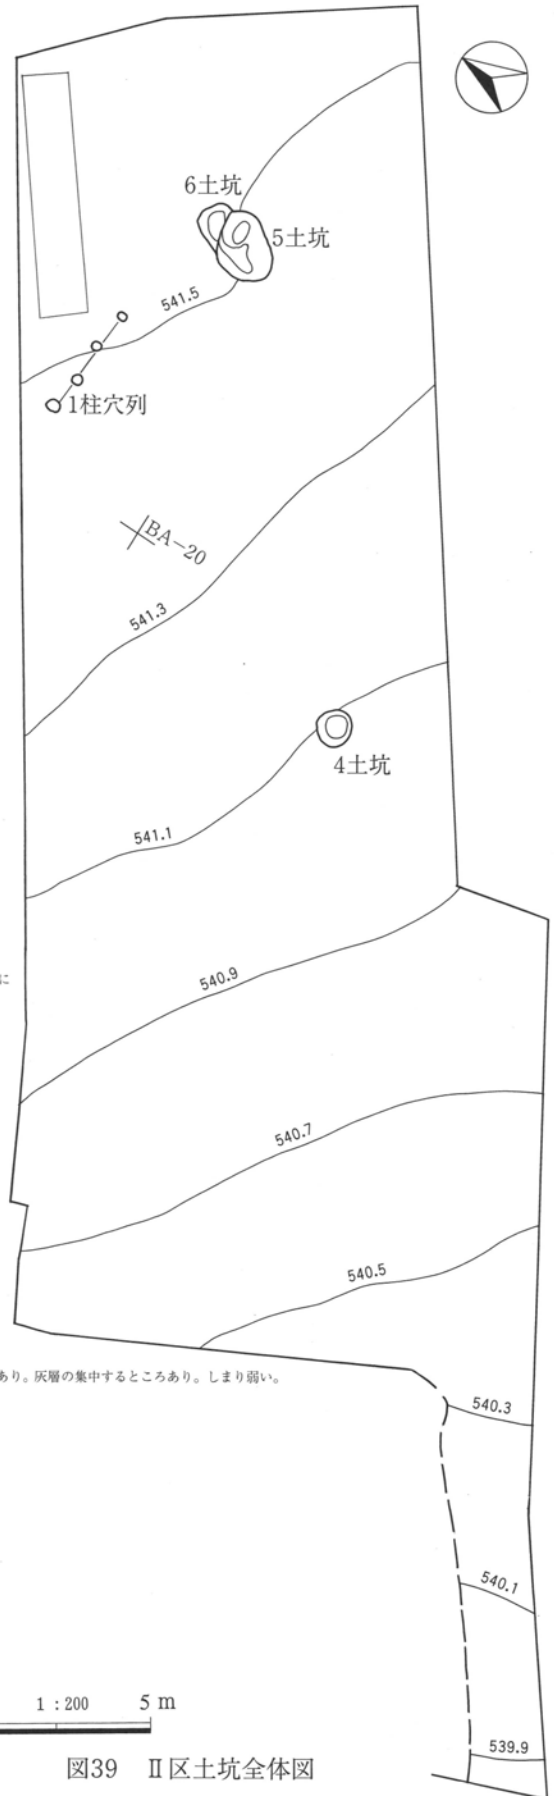 6土坑
5土坑
541.5
1柱穴列
BA-20
541.3
4土坑
541.1
に
540.9
540.7
540.5
あり。灰層の集中するところあり。しまり弱い。
540.3
540.1
1：200 5 m
539.9
図39 Ⅱ区土坑全体図